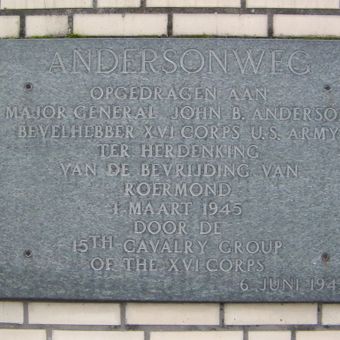 ANDERSONWEG
OPGEDRAGEN AAN
MAJOR GENERAL JOHN B. ANDERSO
BEVELHEBBER XVI CORPS U.S. ARMY
TER HERDENKING
VAN DE BEVRIJDING VAN
ROERMOND
1 MAART 1945
DOOR DE
15TH CAVALRY GROUP
OF THE XVI CORPS
6 JUNI 194